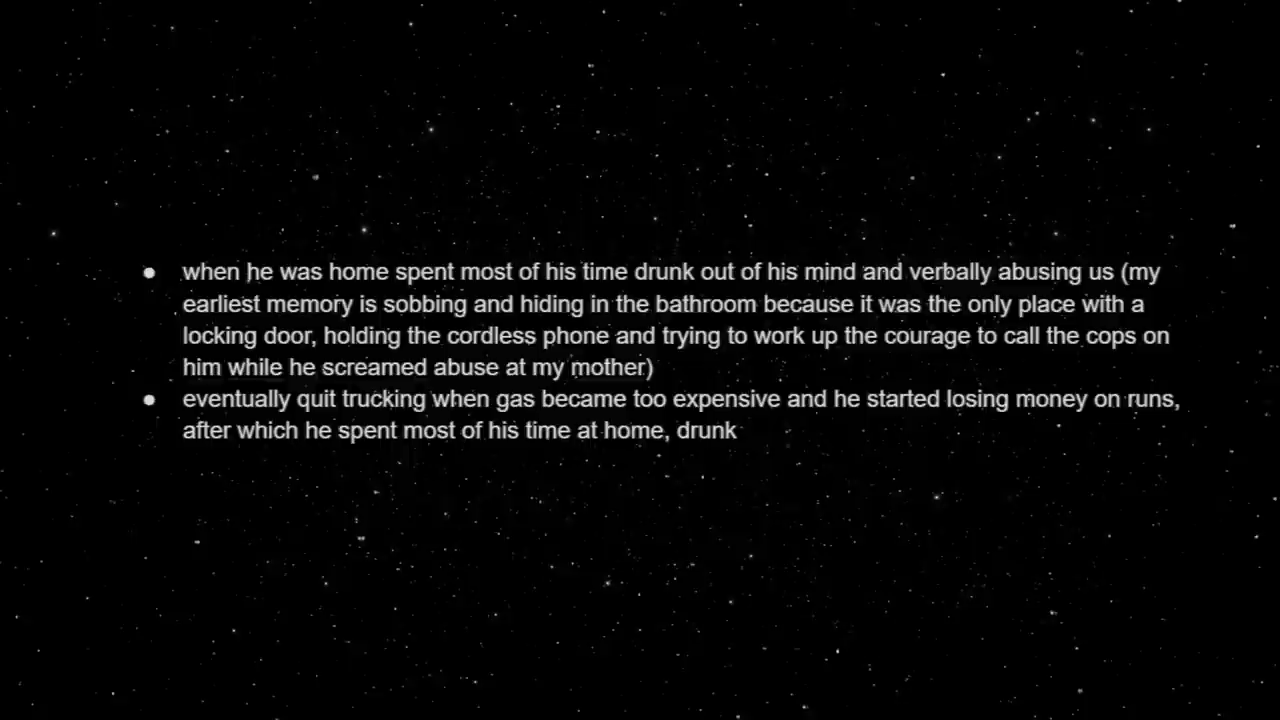 ● when he was home spent most of his time drunk out of his mind and verbally abusing us (my
earliest memory is sobbing and hiding in the bathroom because it was the only place with a
locking door, holding the cordless phone and trying to work up the courage to call the cops on
him while he screamed abuse at my mother)
● eventually quit trucking when gas became too expensive and he started losing money on runs,
after which he spent most of his time at home, drunk